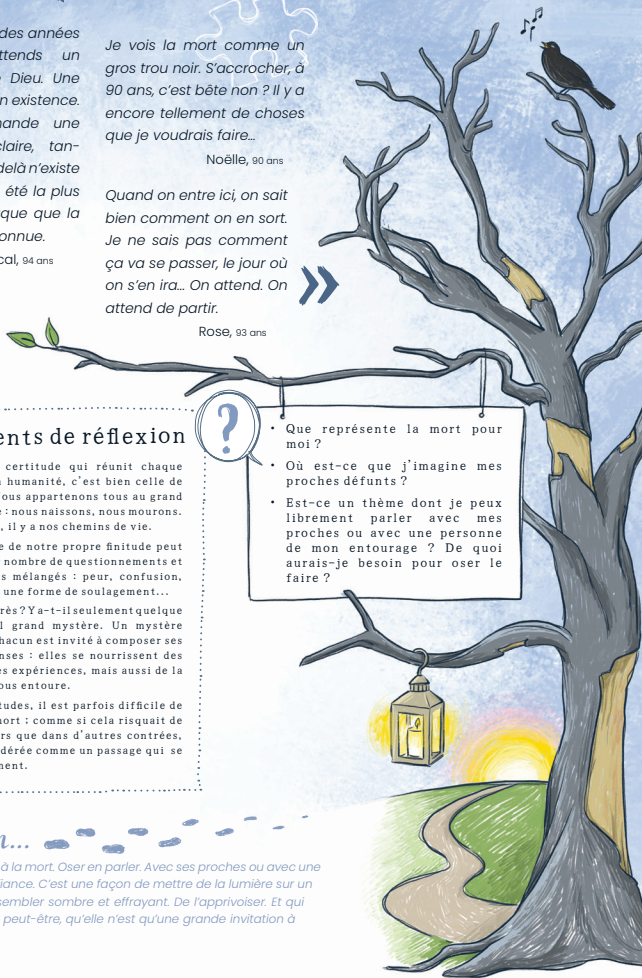 des années
ttends un
Dieu. Une
n existence.
ande une
claire, tan-
delà n'existe
été la plus
que que la
onnue.
cal, 94 ans
Je vois la mort comme un
gros trou noir. S'accrocher, à
90 ans, c'est bête non ? Il y a
encore tellement de choses
que je voudrais faire...
Noëlle, 90 ans
Quand on entre ici, on sait
bien comment on en sort.
Je ne sais pas comment
ça va se passer, le jour où
on s'en ira... On attend. On
attend de partir.
Rose, 93 ans
»
ents de réflexion
certitude qui réunit chaque
humanité, c'est bien celle de
ous appartenons tous au grand
e : nous naissons, nous mourons.
, il y a nos chemins de vie.
e de notre propre finitude peut
nombre de questionnements et
s mélangés : peur, confusion,
une forme de soulagement...
rès ? Y a-t-il seulement quelque
l grand mystère. Un mystère
hacun est invité à composer ses
nses : elles se nourrissent des
es expériences, mais aussi de la
ous entoure.
tudes, il est parfois difficile de
mort ; comme si cela risquait de
rs que dans d'autres contrées,
dérée comme un passage qui se
ment.
?
• Que représente la mort pour
moi ?
• Où est-ce que j'imagine mes
proches défunts ?
• Est-ce un thème dont je peux
librement parler avec mes
proches ou avec une personne
de mon entourage ? De quoi
aurais-je besoin pour oser le
faire ?
n...
à la mort. Oser en parler. Avec ses proches ou avec une
iance. C'est une façon de mettre de la lumière sur un
sembler sombre et effrayant. De l'apprivoiser. Et qui
peut-être, qu'elle n'est qu'une grande invitation à